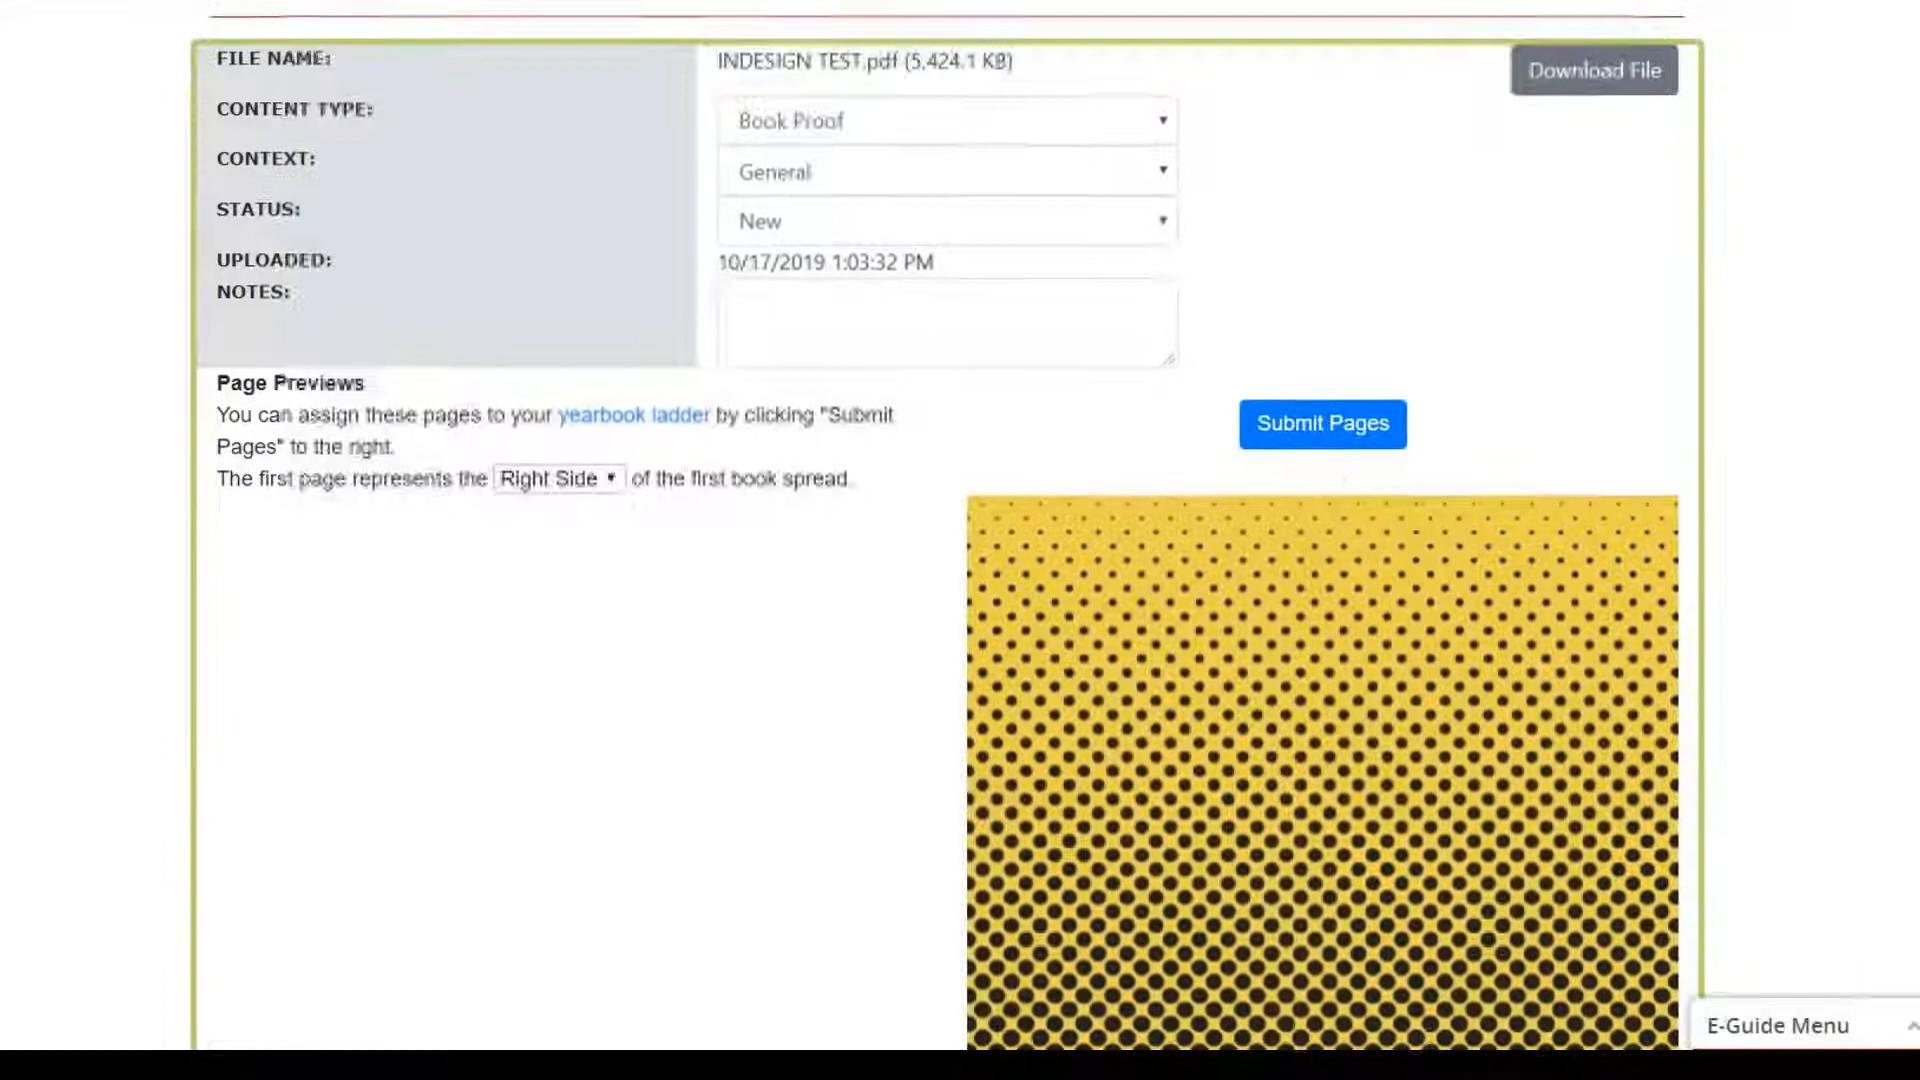 FILE NAME: INDESIGN TEST.pdf (5,424.1 KB) Download File
CONTENT TYPE: Book Proof
CONTEXT: General
STATUS: New
UPLOADED: 10/17/2019 1:03:32 PM
NOTES:
Page Previews
You can assign these pages to your yearbook ladder by clicking "Submit
Pages" to the right.
Submit Pages
The first page represents the Right Side of the first book spread.
E-Guide Menu